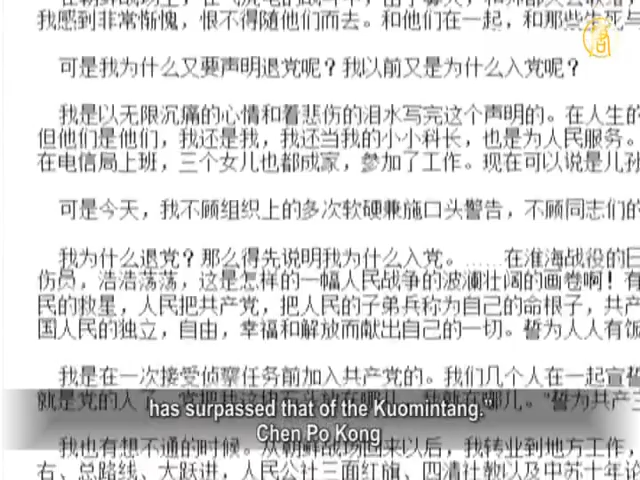 我感到非常惭愧，恨不得随他们而去。和他们在一起，和那些生死与
可是我为什么又要声明退党呢？我以前又是为什么入党呢？
我是以无限沉痛的心情和着悲伤的泪水写完这个声明的。在人生的
但他们是他们，我还是我，我还当我的小小科长，也是为人民服务。
在电信局上班，三个女儿也都成家，参加了工作。现在可以说是儿孙
可是今天，我不顾组织上的多次软硬兼施口头警告，不顾同志们的
我为什么退党？那么得先说明我为什么入党。……在淮海战役的日
伤员，浩浩荡荡，这是怎样的一幅人民战争的波澜壮阔的画卷啊！有
民的救星，人民把共产党，把人民的子弟兵称为自己的命根子，共产
国人民的独立，自由，幸福和解放而献出自己的一切。誓为人人有饭
我是在一次接受侦察任务前加入共产党的。我们几个人在一起宣誓
就是党的人
has surpassed that of the Kuomintang."
Chen Po Kong
我也有想不通的时候。从朝鲜战场回来以后，我转业到地方工作，
右、总路线、大跃进，人民公社三面红旗、四清社教以及中苏十年论